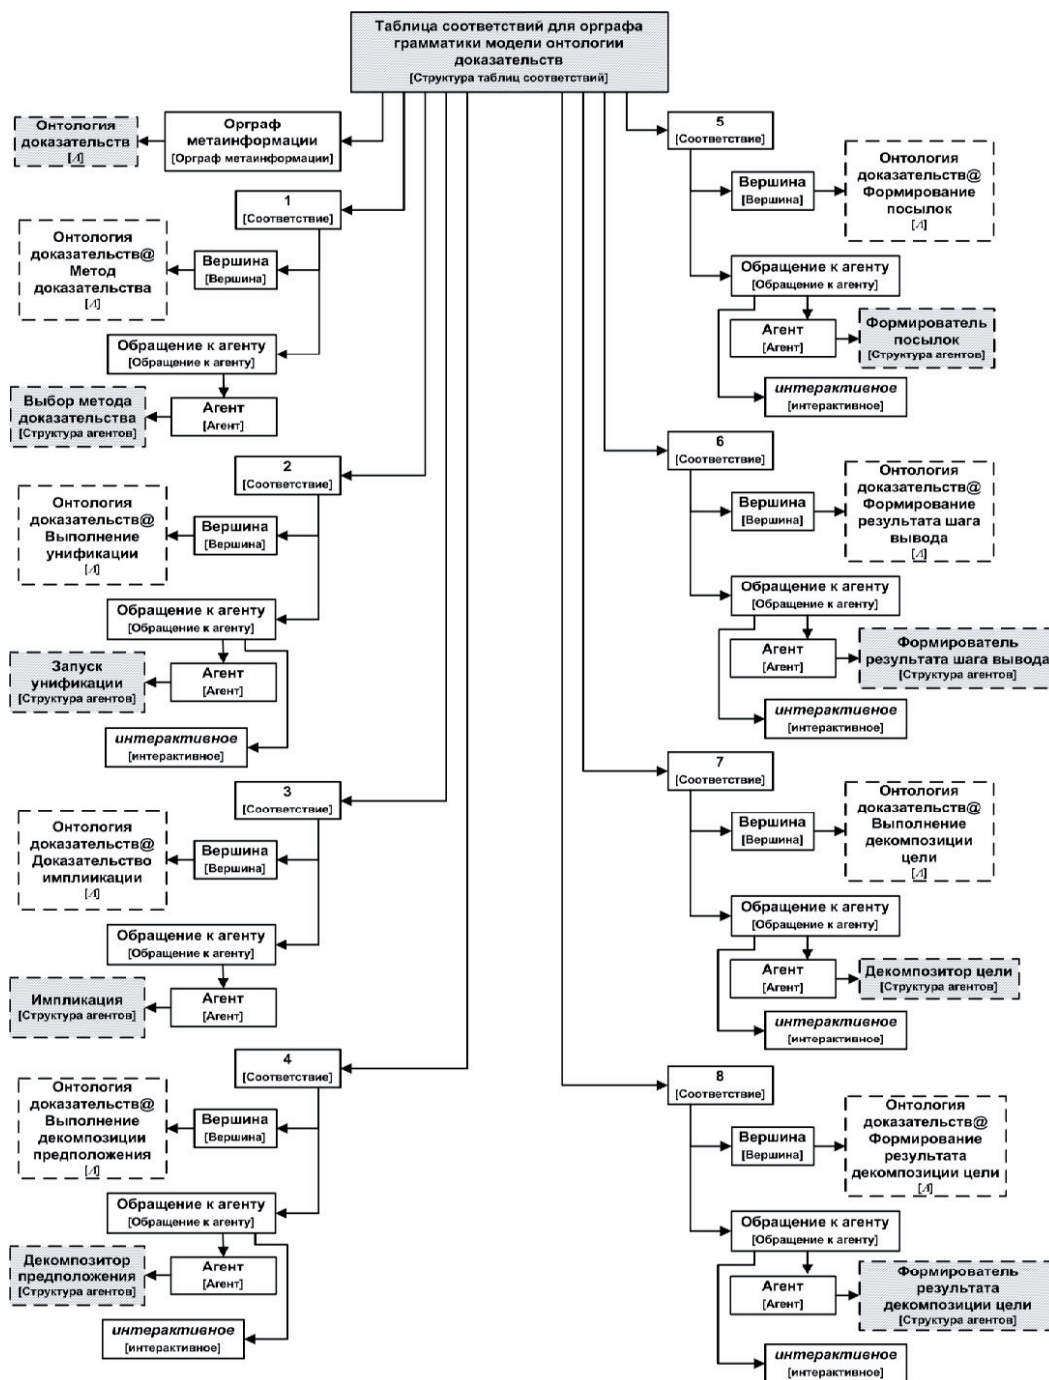 Таблица соответствий для орграфа
грамматики модели онтологии
доказательств
[Структура таблиц соответствий]
Онтология
доказательств
[Л]
Орграф
метаинформации
[Орграф метаинформации]
1
[Соответствие]
Онтология
доказательств@
Метод
доказательства
[Л]
Вершина
[Вершина]
Обращение к агенту
[Обращение к агенту]
Выбор метода
доказательства
[Структура агентов]
Агент
[Агент]
2
[Соответствие]
Онтология
доказательств@
Выполнение
унификации
[Л]
Вершина
[Вершина]
Обращение к агенту
[Обращение к агенту]
Запуск
унификации
[Структура агентов]
Агент
[Агент]
интерактивное
[интерактивное]
3
[Соответствие]
Онтология
доказательств@
Доказательство
имплиикации
[Л]
Вершина
[Вершина]
Обращение к агенту
[Обращение к агенту]
Импликация
[Структура агентов]
Агент
[Агент]
4
[Соответствие]
Онтология
доказательств@
Выполнение
декомпозиции
предположения
[Л]
Вершина
[Вершина]
Обращение к агенту
[Обращение к агенту]
Декомпозитор
предположения
[Структура агентов]
Агент
[Агент]
интерактивное
[интерактивное]
5
[Соответствие]
Вершина
[Вершина]
Онтология
доказательств@
Формирование
посылок
[Л]
Обращение к агенту
[Обращение к агенту]
Агент
[Агент]
Формирователь
посылок
[Структура агентов]
интерактивное
[интерактивное]
6
[Соответствие]
Вершина
[Вершина]
Онтология
доказательств@
Формирование
результата шага
вывода
[Л]
Обращение к агенту
[Обращение к агенту]
Агент
[Агент]
Формирователь
результата шага вывода
[Структура агентов]
интерактивное
[интерактивное]
7
[Соответствие]
Вершина
[Вершина]
Онтология
доказательств@
Выполнение
декомпозиции
цели
[Л]
Обращение к агенту
[Обращение к агенту]
Агент
[Агент]
Декомпозитор цели
[Структура агентов]
интерактивное
[интерактивное]
8
[Соответствие]
Вершина
[Вершина]
Онтология
доказательств@
Формирование
результата
декомпозиции цели
[Л]
Обращение к агенту
[Обращение к агенту]
Агент
[Агент]
Формирователь
результата
декомпозиции цели
[Структура агентов]
интерактивное
[интерактивное]